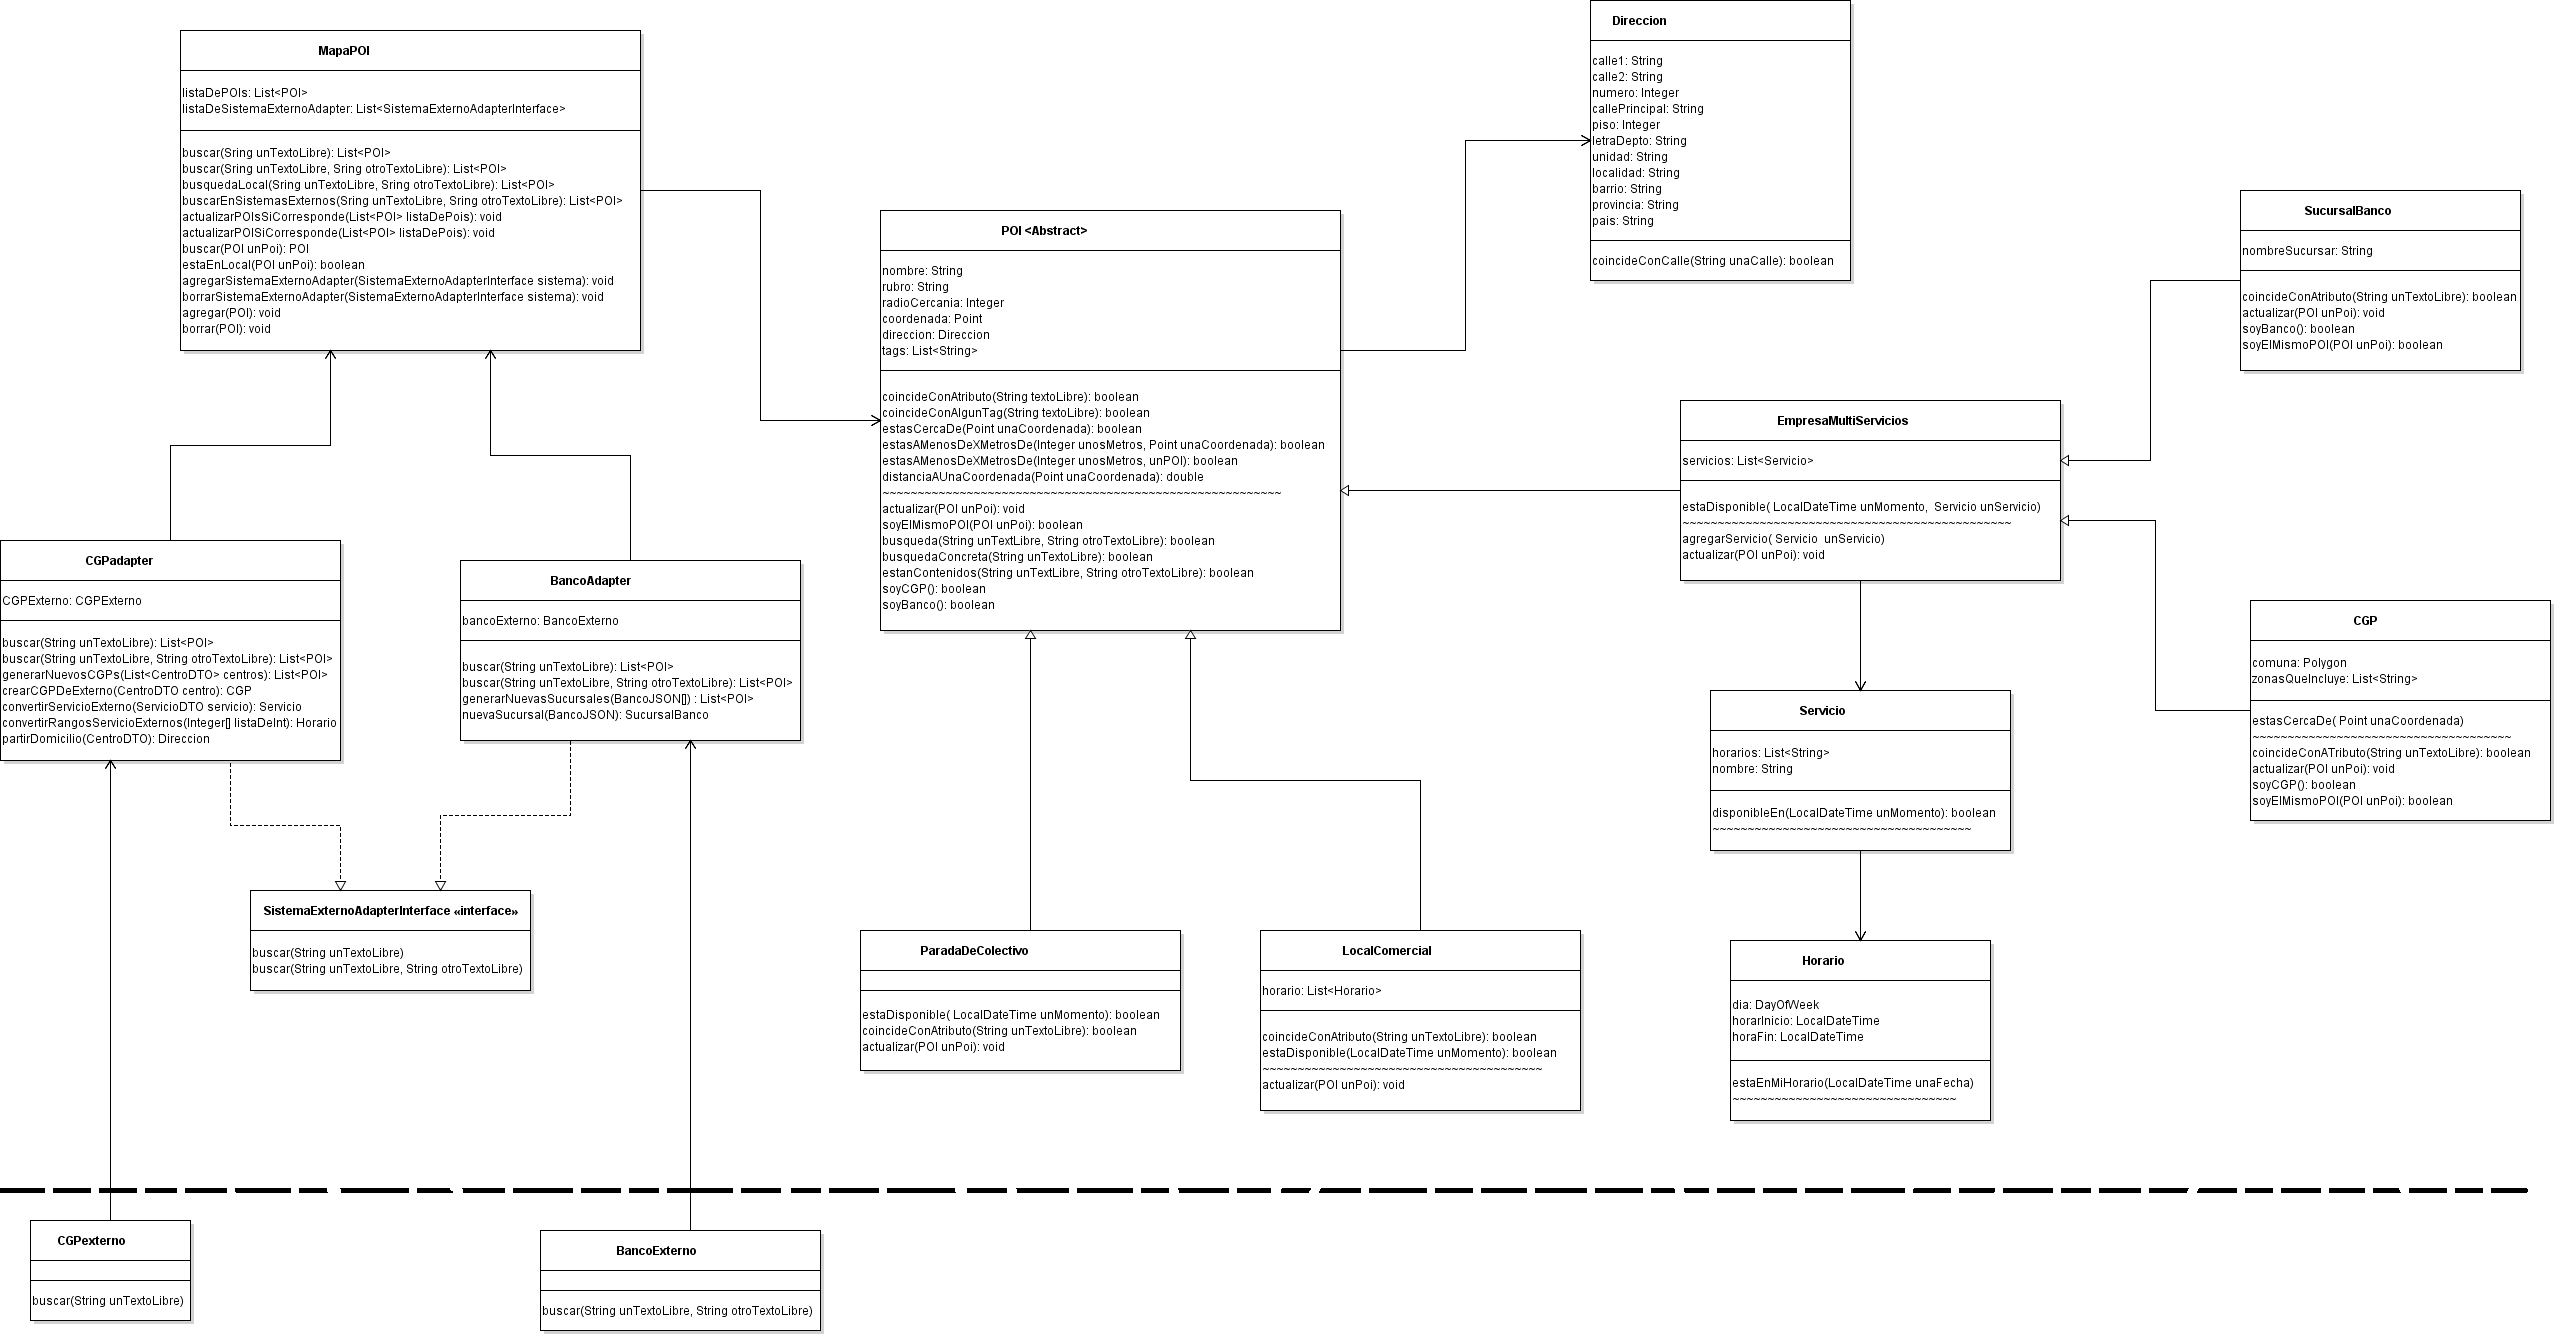 MapaPOI
listaDePOIs: List<POI>
listaDeSistemaExternoAdapter: List<SistemaExternoAdapterInterface>
buscar(Sring unTextoLibre): List<POI>
buscar(Sring unTextoLibre, Sring otroTextoLibre): List<POI>
busquedaLocal(Sring unTextoLibre, Sring otroTextoLibre): List<POI>
buscarEnSistemasExternos(Sring unTextoLibre, Sring otroTextoLibre): List<POI>
actualizarPOIsSiCorresponde(List<POI> listaDePois): void
actualizarPOISiCorresponde(List<POI> listaDePois): void
buscar(POI unPoi): POI
estaEnLocal(POI unPoi): boolean
agregarSistemaExternoAdapter(SistemaExternoAdapterInterface sistema): void
borrarSistemaExternoAdapter(SistemaExternoAdapterInterface sistema): void
agregar(POI): void
borrar(POI): void
Direccion
calle1: String
calle2: String
numero: Integer
callePrincipal: String
piso: Integer
letraDepto: String
unidad: String
localidad: String
barrio: String
provincia: String
pais: String
coincideConCalle(String unaCalle): boolean
POI <Abstract>
nombre: String
rubro: String
radioCercania: Integer
coordenada: Point
direccion: Direccion
tags: List<String>
coincideConAtributo(String textoLibre): boolean
coincideConAlgunTag(String textoLibre): boolean
estasCercaDe(Point unaCoordenada): boolean
estasAMenosDeXMetrosDe(Integer unosMetros, Point unaCoordenada): boolean
estasAMenosDeXMetrosDe(Integer unosMetros, unPOI): boolean
distanciaAUnaCoordenada(Point unaCoordenada): double
~~~~~~~~~~~~~~~~~~~~~~~~~~~~~~~~~~~~~~~~~~~~~~~~~~~~~~~~~
actualizar(POI unPoi): void
soyElMismoPOI(POI unPoi): boolean
busqueda(String unTextLibre, String otroTextoLibre): boolean
busquedaConcreta(String unTextoLibre): boolean
estanContenidos(String unTextLibre, String otroTextoLibre): boolean
soyCGP(): boolean
soyBanco(): boolean
SucursalBanco
nombreSucursar: String
coincideConAtributo(String unTextoLibre): boolean
actualizar(POI unPoi): void
soyBanco(): boolean
soyElMismoPOI(POI unPoi): boolean
EmpresaMultiServicios
servicios: List<Servicio>
estaDisponible( LocalDateTime unMomento,  Servicio unServicio)
~~~~~~~~~~~~~~~~~~~~~~~~~~~~~~~~~~~~~~~~~~~~~~~
agregarServicio( Servicio  unServicio)
actualizar(POI unPoi): void
CGP
comuna: Polygon
zonasQueIncluye: List<String>
estasCercaDe( Point unaCoordenada)
~~~~~~~~~~~~~~~~~~~~~~~~~~~~~~~~~~~~~
coincideConATributo(String unTextoLibre): boolean
actualizar(POI unPoi): void
soyCGP(): boolean
soyElMismoPOI(POI unPoi): boolean
CGPadapter
CGPExterno: CGPExterno
buscar(String unTextoLibre): List<POI>
buscar(String unTextoLibre, String otroTextoLibre): List<POI>
generarNuevosCGPs(List<CentroDTO> centros): List<POI>
crearCGPDeExterno(CentroDTO centro): CGP
convertirServicioExterno(ServicioDTO servicio): Servicio
convertirRangosServicioExternos(Integer[] listaDeInt): Horario
partirDomicilio(CentroDTO): Direccion
BancoAdapter
bancoExterno: BancoExterno
buscar(String unTextoLibre): List<POI>
buscar(String unTextoLibre, String otroTextoLibre): List<POI>
generarNuevasSucursales(BancoJSON[]) : List<POI>
nuevaSucursal(BancoJSON): SucursalBanco
Servicio
horarios: List<String>
nombre: String
disponibleEn(LocalDateTime unMomento): boolean
~~~~~~~~~~~~~~~~~~~~~~~~~~~~~~~~~~~~~
SistemaExternoAdapterInterface «interface»
buscar(String unTextoLibre)
buscar(String unTextoLibre, String otroTextoLibre)
ParadaDeColectivo
estaDisponible( LocalDateTime unMomento): boolean
coincideConAtributo(String unTextoLibre): boolean
actualizar(POI unPoi): void
LocalComercial
horario: List<Horario>
coincideConAtributo(String unTextoLibre): boolean
estaDisponible(LocalDateTime unMomento): boolean
~~~~~~~~~~~~~~~~~~~~~~~~~~~~~~~~~~~~~~~~
actualizar(POI unPoi): void
Horario
dia: DayOfWeek
horarInicio: LocalDateTime
horaFin: LocalDateTime
estaEnMiHorario(LocalDateTime unaFecha)
~~~~~~~~~~~~~~~~~~~~~~~~~~~~~~~~
CGPexterno
buscar(String unTextoLibre)
BancoExterno
buscar(String unTextoLibre, String otroTextoLibre)